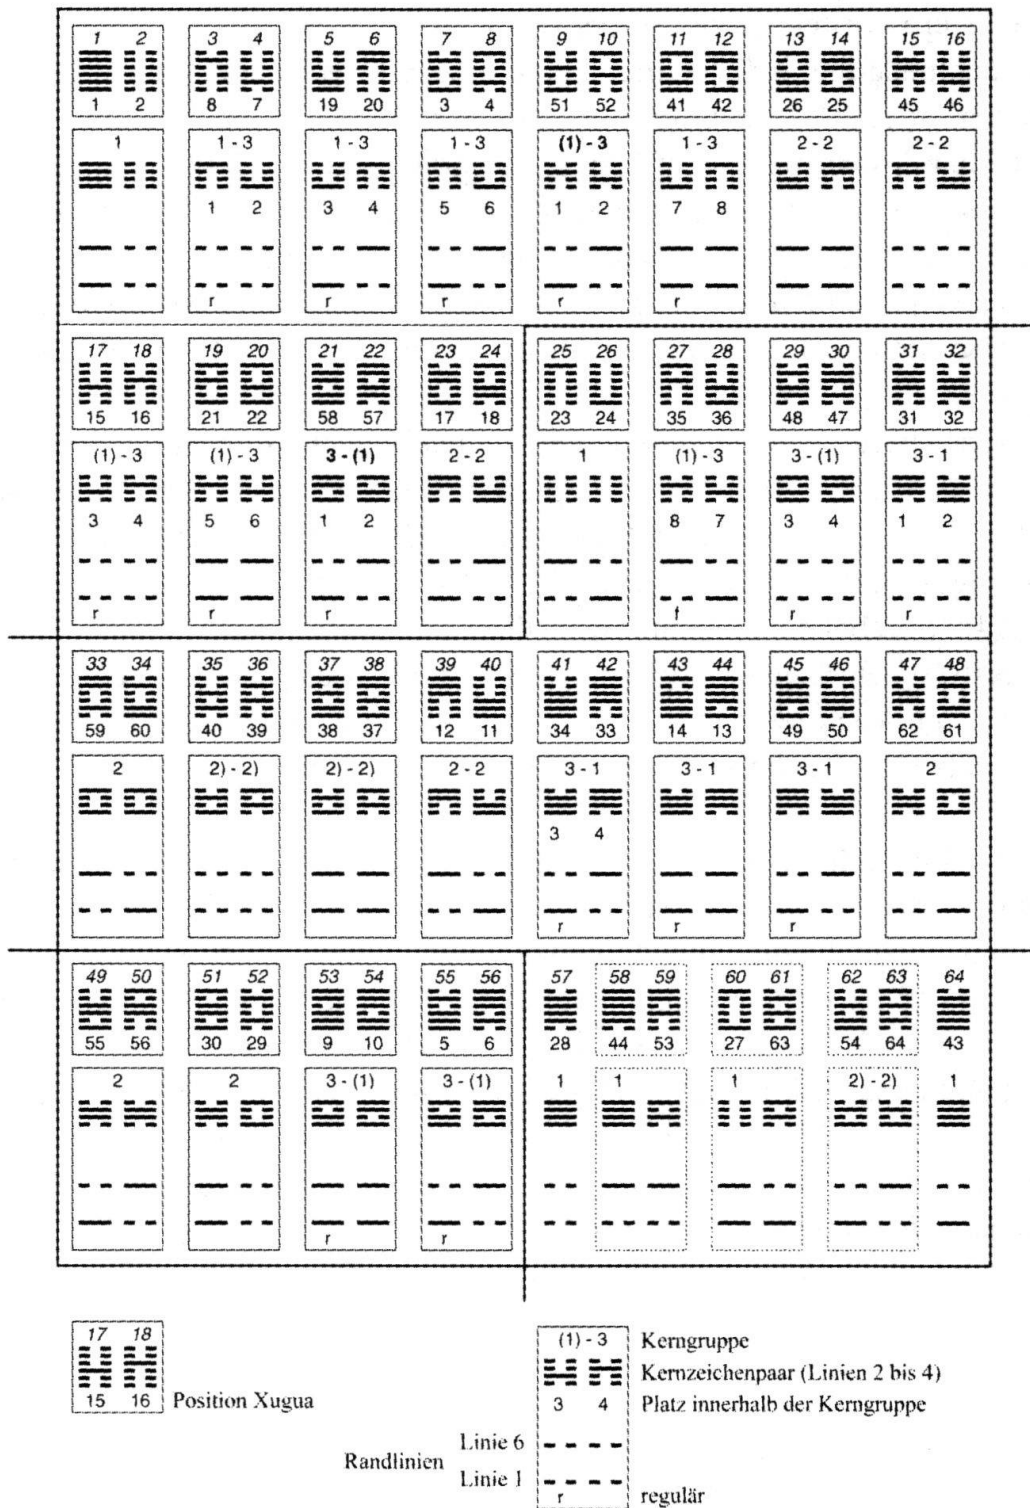 1 2 3 4 5 6 7 8 9 10 11 12 13 14 15 16
1 2 8 7 19 20 3 4 51 52 41 42 26 25 45 46
1 1 - 3 1 - 3 1 - 3 (1) - 3 1 - 3 2 - 2 2 - 2
1 2 3 4 5 6 1 2 7 8
r r r r r
17 18 19 20 21 22 23 24 25 26 27 28 29 30 31 32
15 16 21 22 58 57 17 18 23 24 35 36 48 47 31 32
(1) - 3 (1) - 3 3 - (1) 2 - 2 1 (1) - 3 3 - (1) 3 - 1
3 4 5 6 1 2 8 7 3 4 1 2
r r r f r r
33 34 35 36 37 38 39 40 41 42 43 44 45 46 47 48
59 60 40 39 38 37 12 11 34 33 14 13 49 50 62 61
2 2) - 2) 2) - 2) 2 - 2 3 - 1 3 - 1 3 - 1 2
3 4
r r r
49 50 51 52 53 54 55 56 57 58 59 60 61 62 63 64
55 56 30 29 9 10 5 6 28 44 53 27 63 54 64 43
2 2 3 - (1) 3 - (1) 1 1 1 2) - 2) 1
r r
17 18
15 16 Position Xugua
(1) - 3 Kerngruppe
Kernzeichenpaar (Linien 2 bis 4)
3 4 Platz innerhalb der Kerngruppe
Randlinien
Linie 6
Linie 1
r regulär